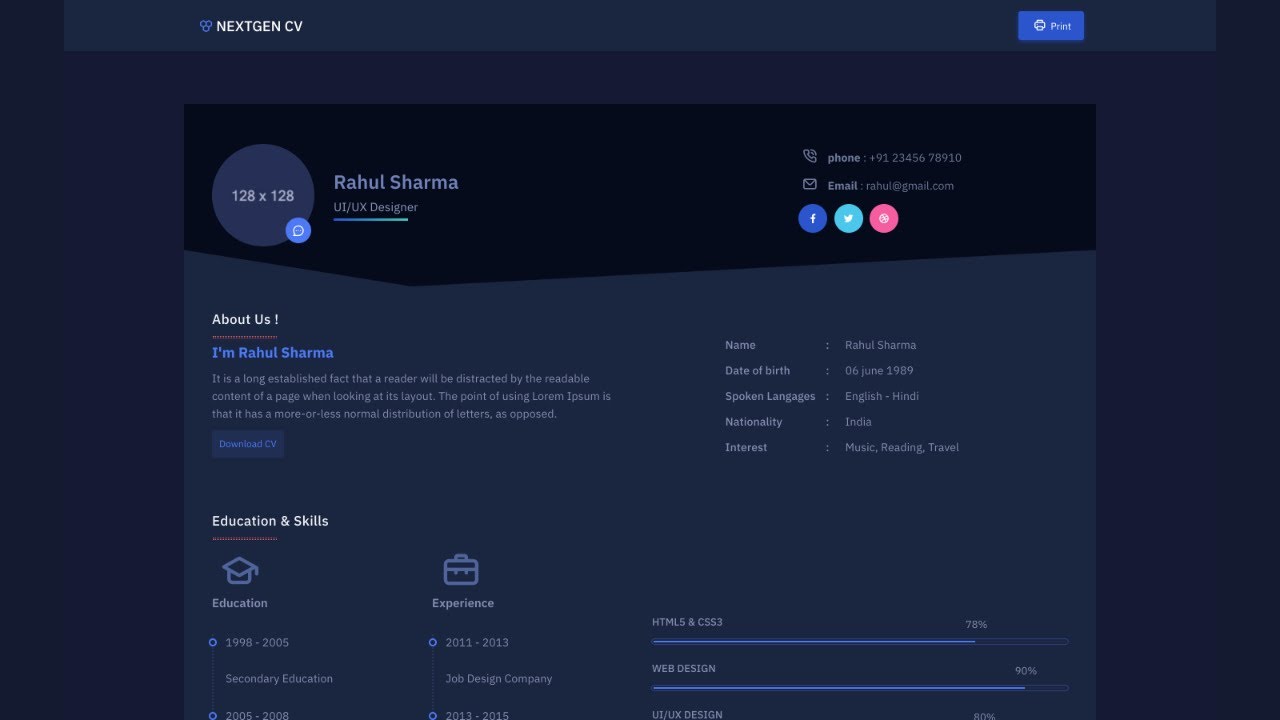 NEXTGEN CV
Print
128 x 128
Rahul Sharma
UI/UX Designer
phone : +91 23456 78910
Email : rahul@gmail.com
About Us !
I'm Rahul Sharma
It is a long established fact that a reader will be distracted by the readable
content of a page when looking at its layout. The point of using Lorem Ipsum is
that it has a more-or-less normal distribution of letters, as opposed.
Download CV
Name : Rahul Sharma
Date of birth : 06 june 1989
Spoken Langages : English - Hindi
Nationality : India
Interest : Music, Reading, Travel
Education & Skills
Education
1998 - 2005
Secondary Education
2005 - 2008
Experience
2011 - 2013
Job Design Company
2013 - 2015
HTML5 & CSS3 78%
WEB DESIGN 90%
UI/UX DESIGN 80%